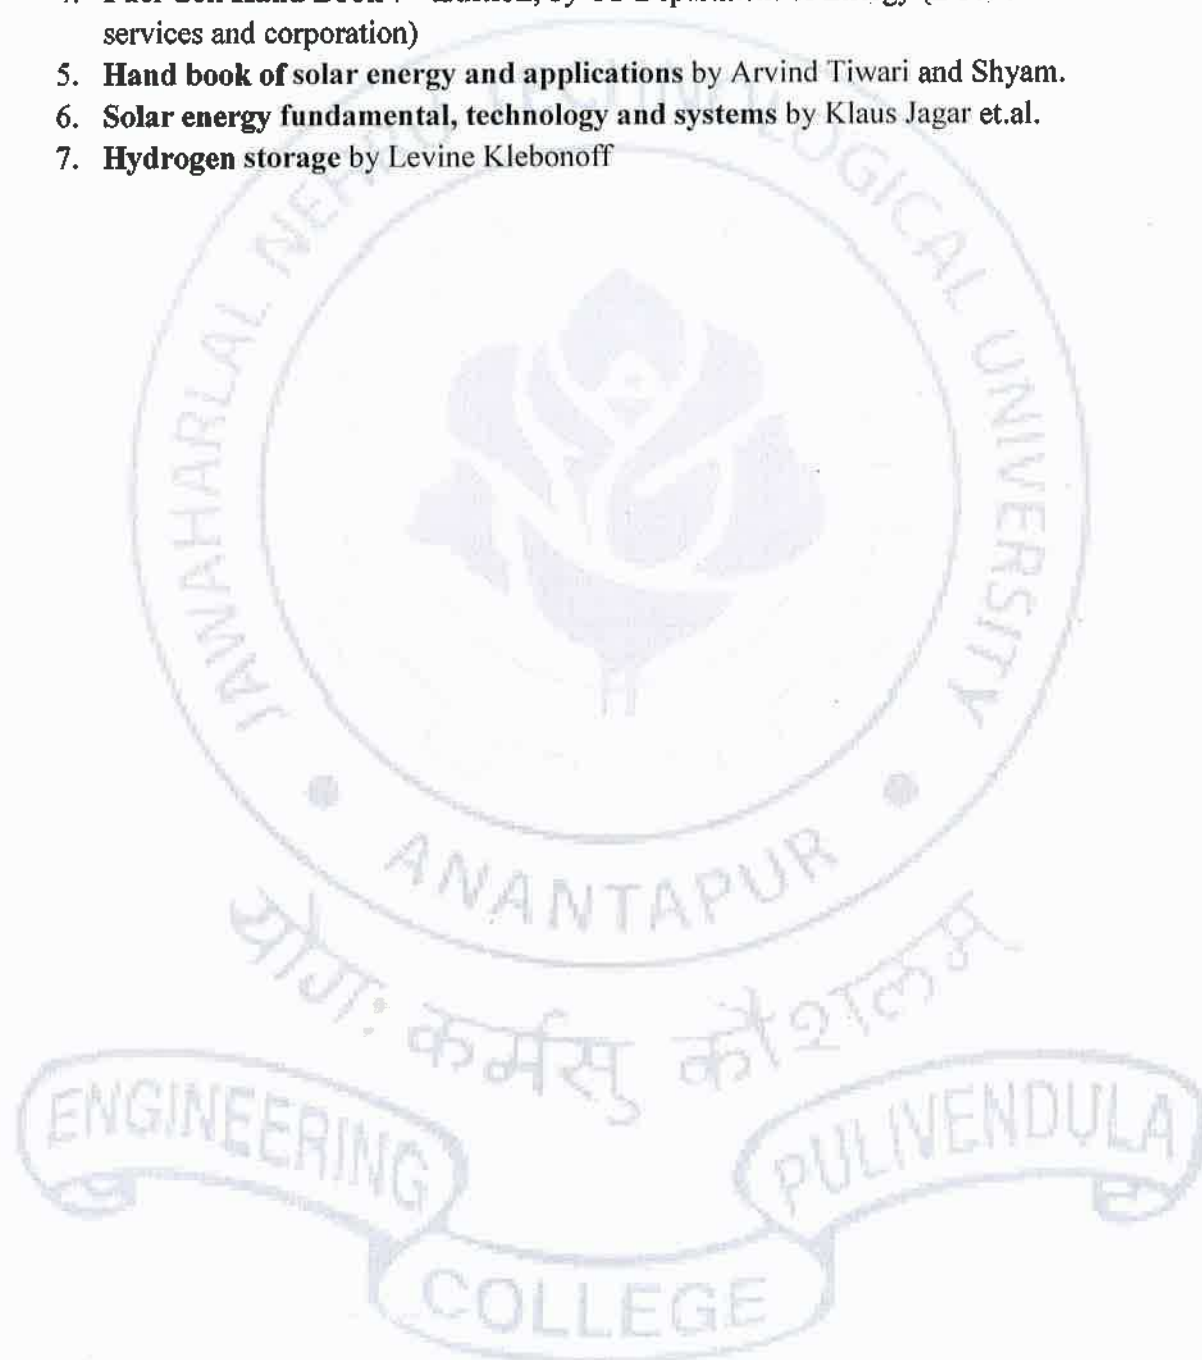 services and corporation)
5. Hand book of solar energy and applications by Arvind Tiwari and Shyam.
6. Solar energy fundamental, technology and systems by Klaus Jagar et.al.
7. Hydrogen storage by Levine Klebonoff
JAWAHARLAL NEHRU TECHNOLOGICAL UNIVERSITY
ANANTAPUR
योगः कर्मसु कौशलम
ENGINEERING
PULIVENDULA
COLLEGE